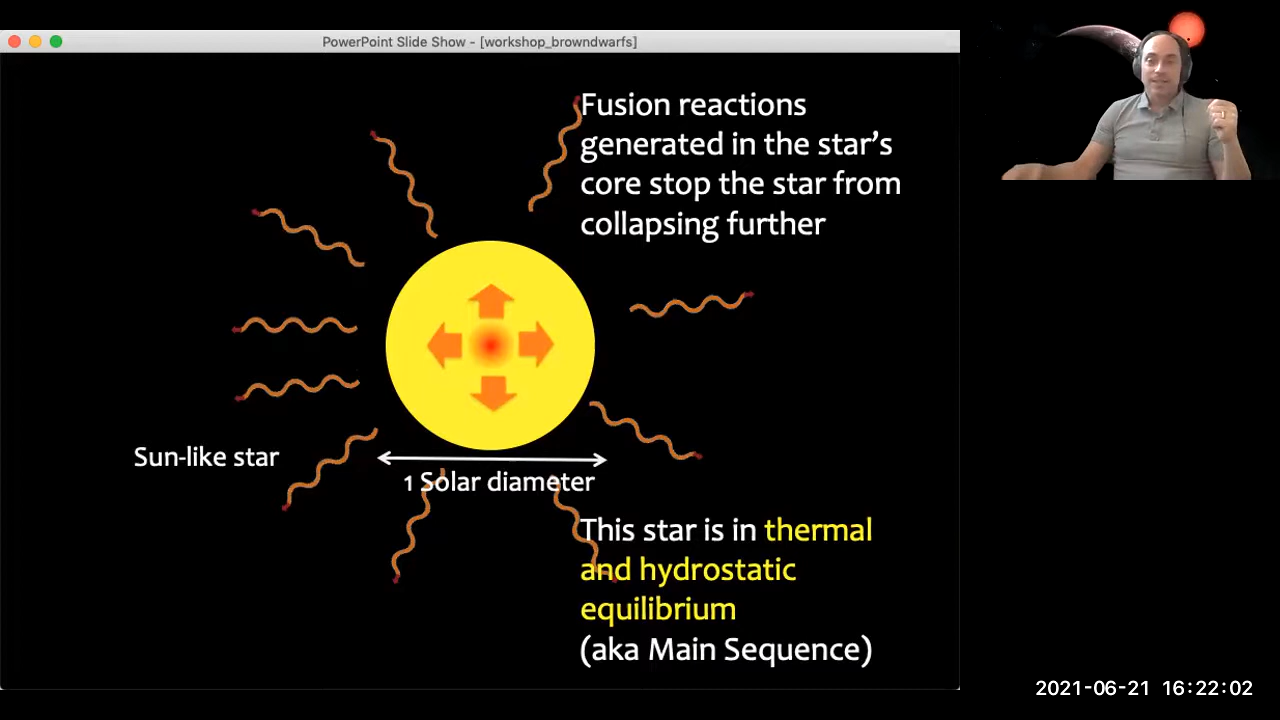 PowerPoint Slide Show - [workshop_browndwarfs]
Fusion reactions
generated in the star’s
core stop the star from
collapsing further
Sun-like star
1 Solar diameter
This star is in thermal
and hydrostatic
equilibrium
(aka Main Sequence)
2021-06-21 16:22:02